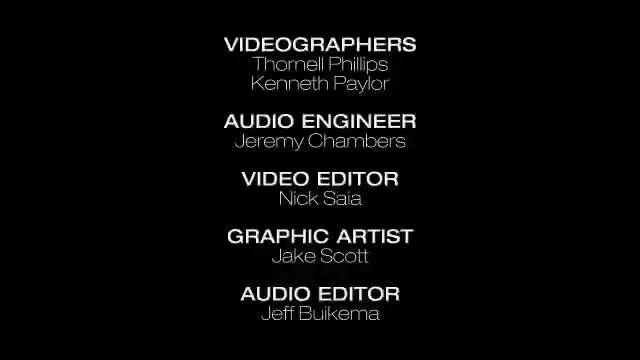 VIDEOGRAPHERS
Thornell Phillips
Kenneth Paylor
AUDIO ENGINEER
Jeremy Chambers
VIDEO EDITOR
Nick Saia
GRAPHIC ARTIST
Jake Scott
AUDIO EDITOR
Jeff Buikema